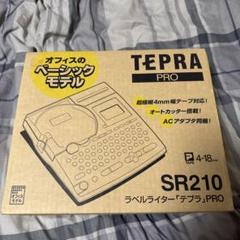 オフィスの
ベーシック
モデル
TEPRA
PRO
超極細4mm幅テープ対応！
オートカッター搭載！
ACアダプタ同梱！
P 4-18mm
SR210
ラベルライター「テプラ」PRO